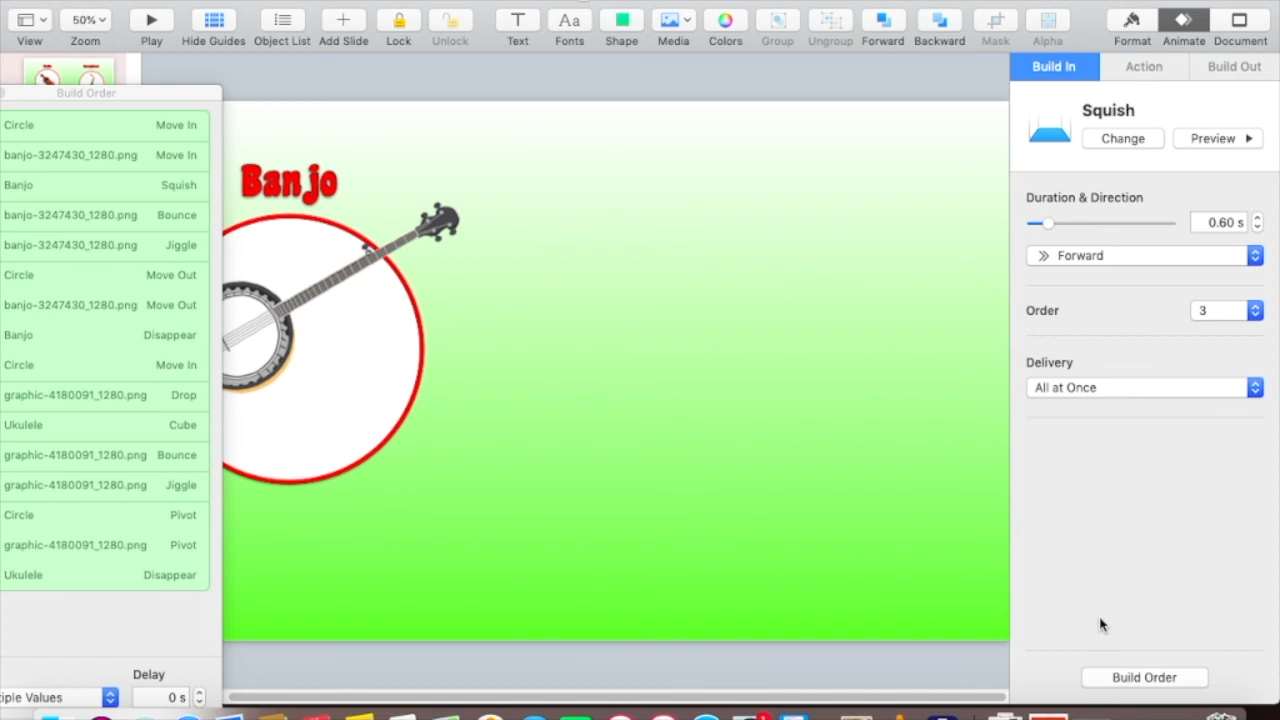 50%
View Zoom Play Hide Guides Object List Add Slide Lock Unlock Text Fonts Shape Media Colors Group Ungroup Forward Backward Mask Alpha Format Animate Document
Build Order
Circle Move In
banjo-3247430_1280.png Move In
Banjo Squish
banjo-3247430_1280.png Bounce
banjo-3247430_1280.png Jiggle
Circle Move Out
banjo-3247430_1280.png Move Out
Banjo Disappear
Circle Move In
graphic-4180091_1280.png Drop
Ukulele Cube
graphic-4180091_1280.png Bounce
graphic-4180091_1280.png Jiggle
Circle Pivot
graphic-4180091_1280.png Pivot
Ukulele Disappear
Delay
tiple Values 0 s
Banjo
Build In Action Build Out
Squish
Change Preview
Duration & Direction
0.60 s
Forward
Order 3
Delivery
All at Once
Build Order